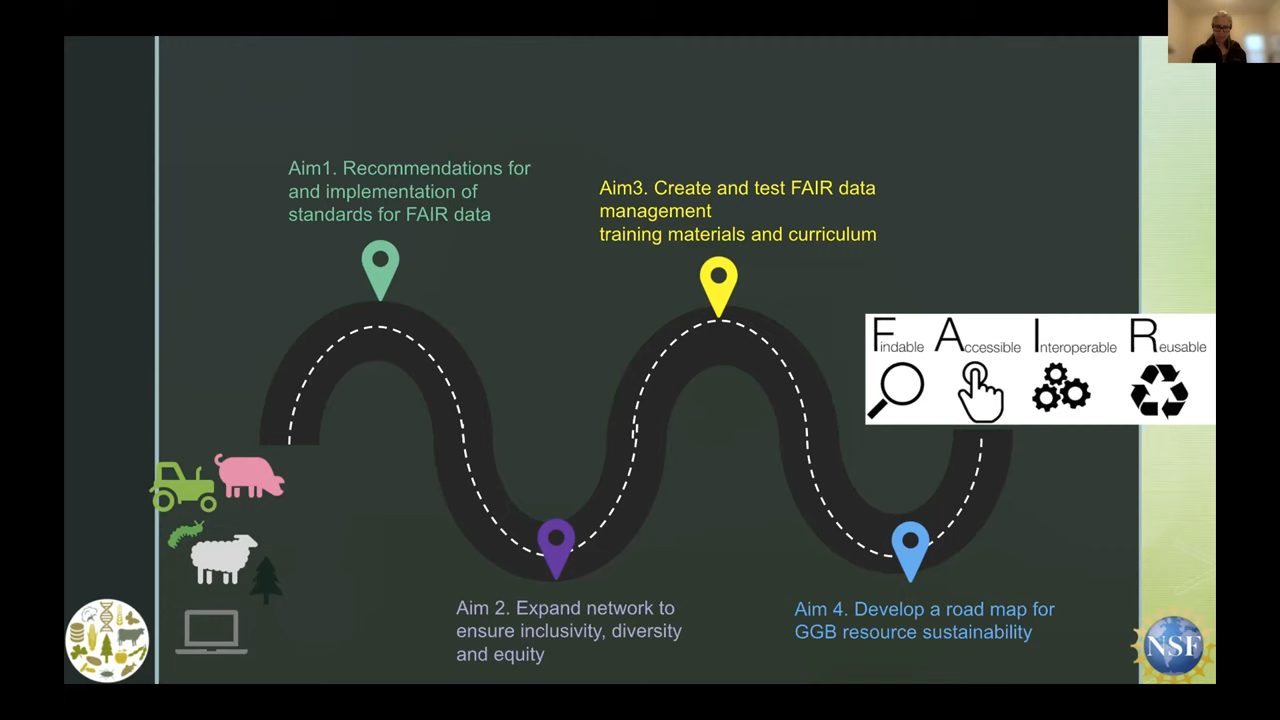 Aim1. Recommendations for
and implementation of
standards for FAIR data
Aim3. Create and test FAIR data
management
training materials and curriculum
Findable Accessible Interoperable Reusable
Aim 2. Expand network to
ensure inclusivity, diversity
and equity
Aim 4. Develop a road map for
GGB resource sustainability
NSF